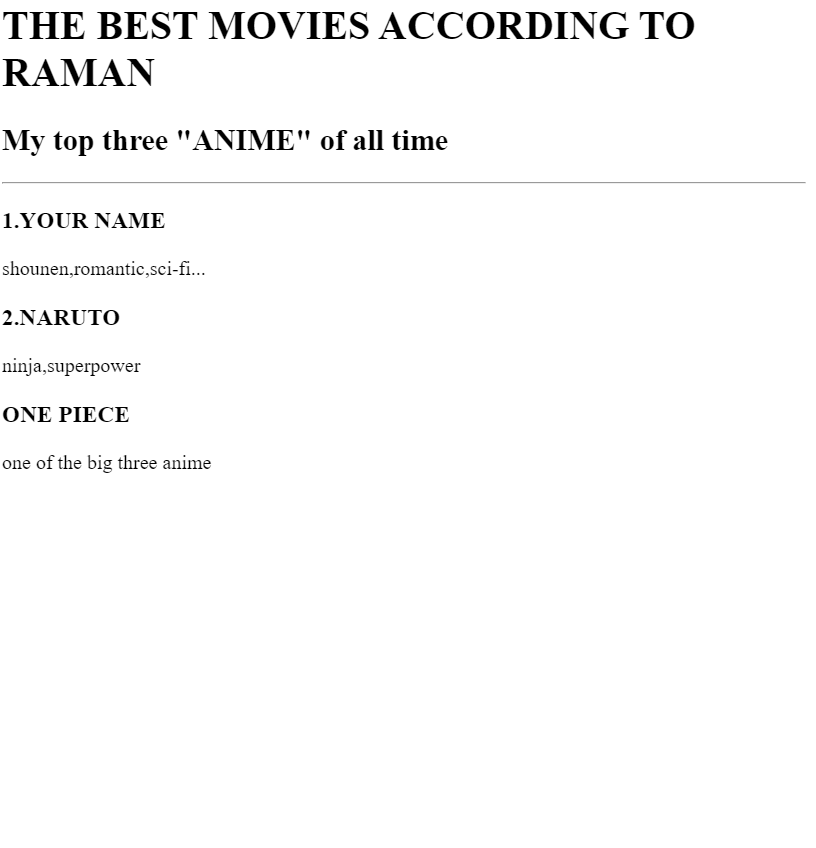 THE BEST MOVIES ACCORDING TO
RAMAN
My top three "ANIME" of all time
1.YOUR NAME
shounen,romantic,sci-fi...
2.NARUTO
ninja,superpower
ONE PIECE
one of the big three anime